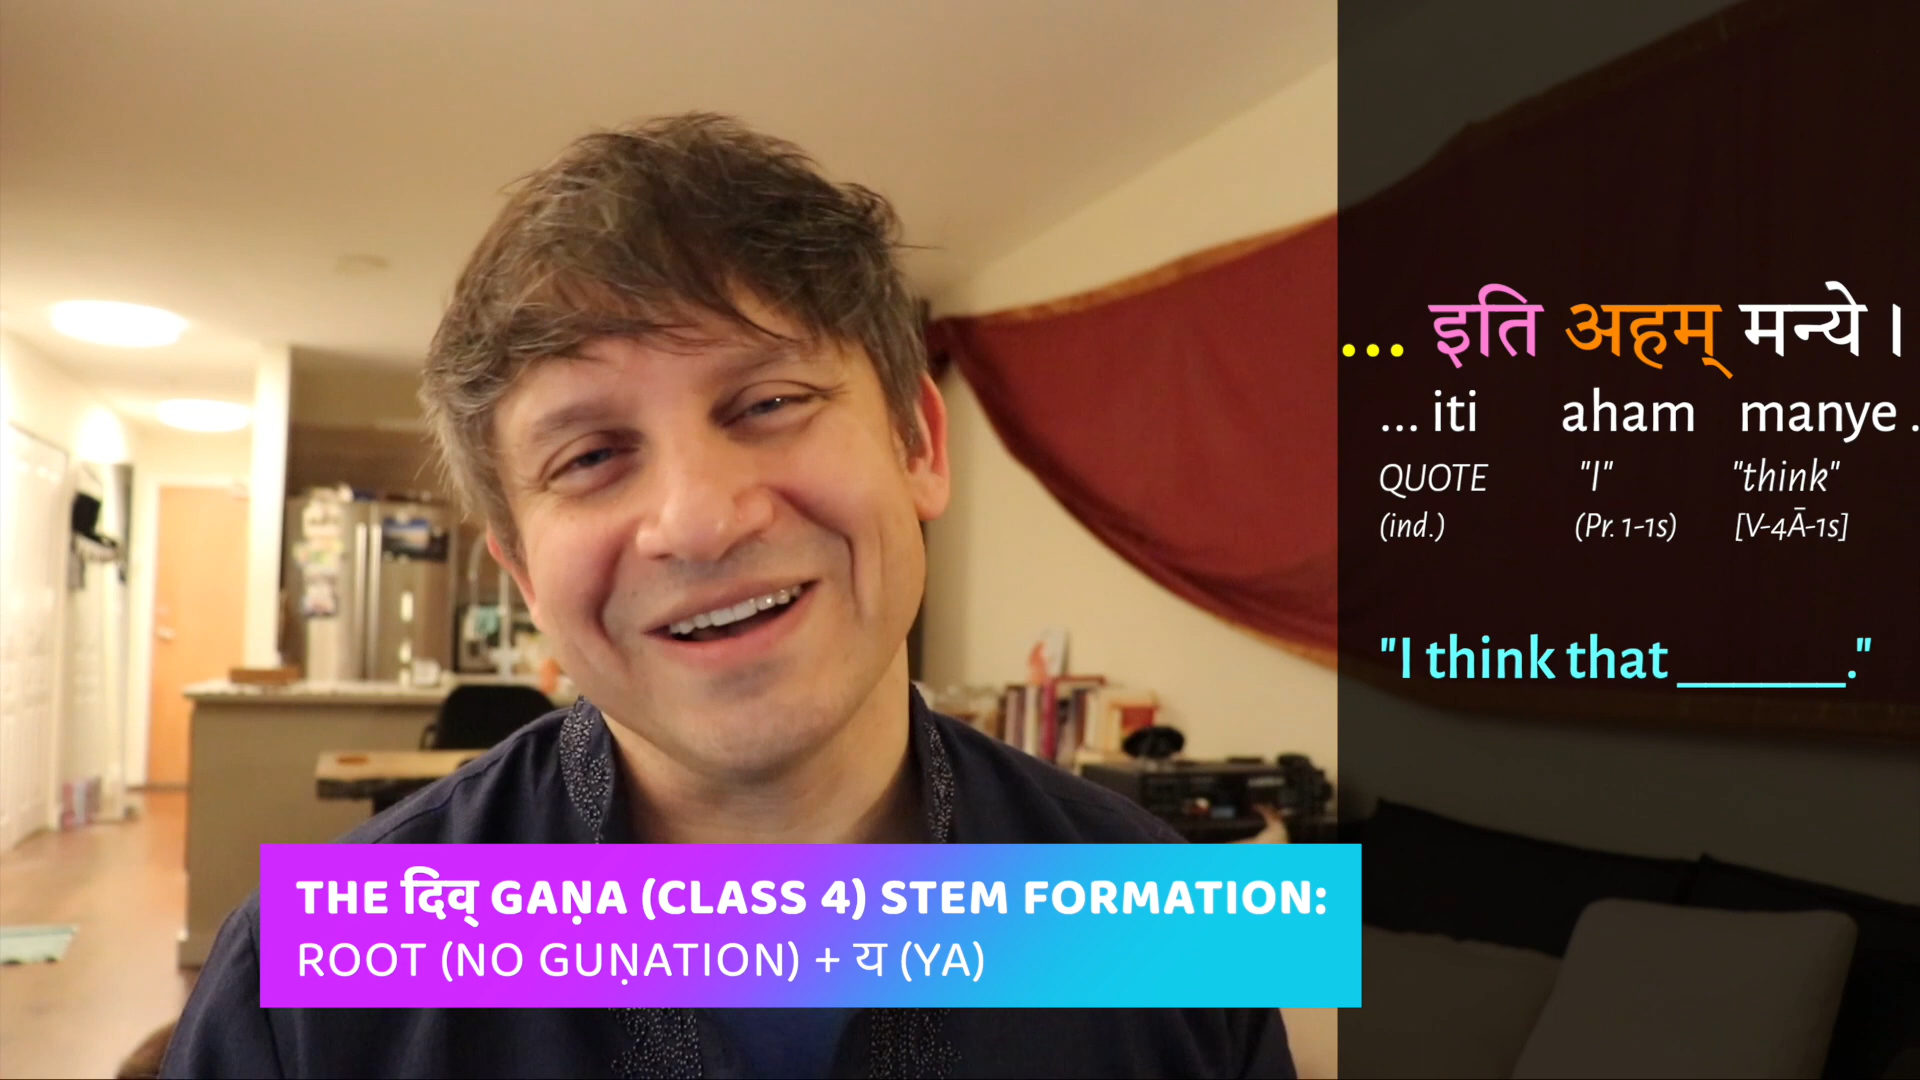 ... इति अहम् मन्ये ।
... iti aham manye .
QUOTE "I" "think"
(ind.) (Pr. 1-1s) [V-4Ā-1s]
"I think that ______."
THE दिव् GAṆA (CLASS 4) STEM FORMATION:
ROOT (NO GUṆATION) + य (YA)